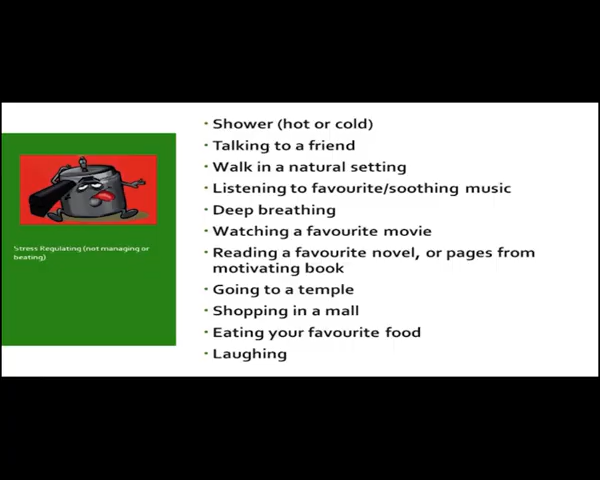 Shower (hot or cold)
Talking to a friend
Walk in a natural setting
Listening to favourite/soothing music
Deep breathing
Watching a favourite movie
Reading a favourite novel, or pages from
motivating book
Going to a temple
Shopping in a mall
Eating your favourite food
Laughing
Stress Regulating (not managing or
beating)